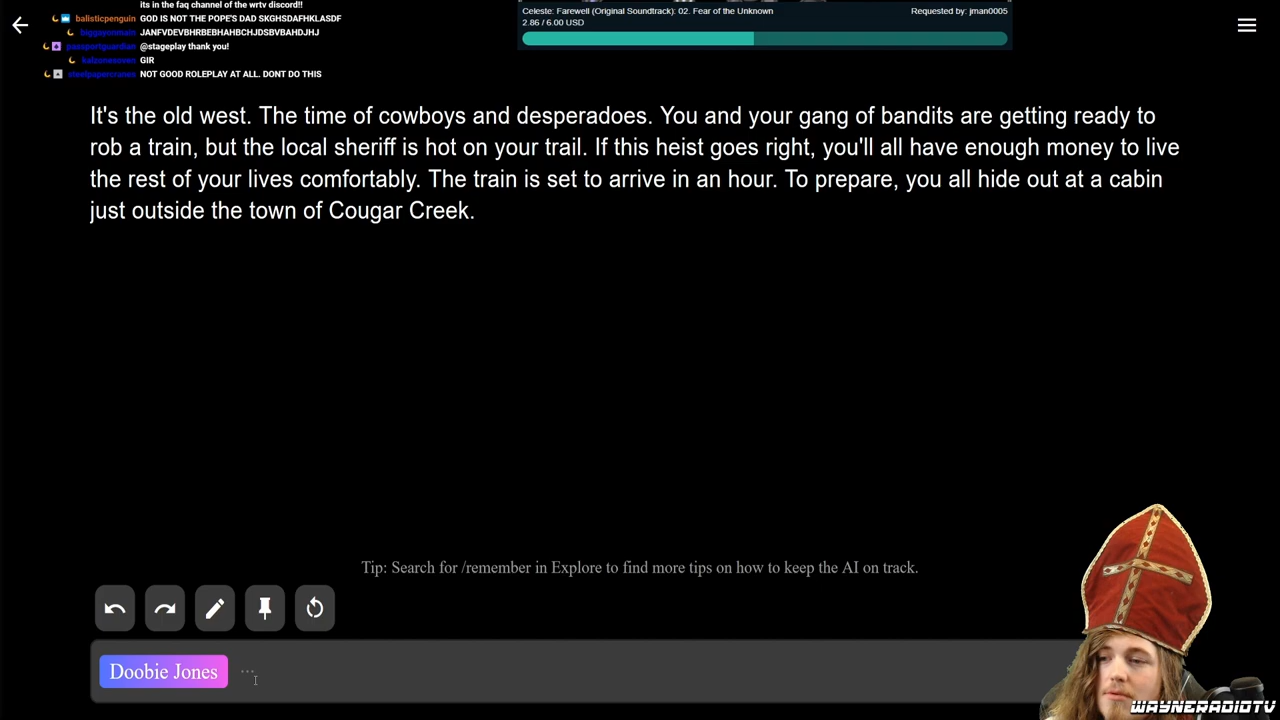 its in the faq channel of the wrtv discord!!
balisticpenguin GOD IS NOT THE POPE'S DAD SKGHSDAFHKLASDF
biggayonmain JANFVDEVBHRBEBHAHBCHJDSBVBAHDJHJ
passportguardian @stageplay thank you!
kalzonesoven GIR
steelpapercranes NOT GOOD ROLEPLAY AT ALL. DONT DO THIS
Celeste: Farewell (Original Soundtrack): 02. Fear of the Unknown
Requested by: jman0005
2.86 / 6.00 USD
It's the old west. The time of cowboys and desperadoes. You and your gang of bandits are getting ready to
rob a train, but the local sheriff is hot on your trail. If this heist goes right, you'll all have enough money to live
the rest of your lives comfortably. The train is set to arrive in an hour. To prepare, you all hide out at a cabin
just outside the town of Cougar Creek.
Tip: Search for /remember in Explore to find more tips on how to keep the AI on track.
Doobie Jones ...
WAYNERADIOTV